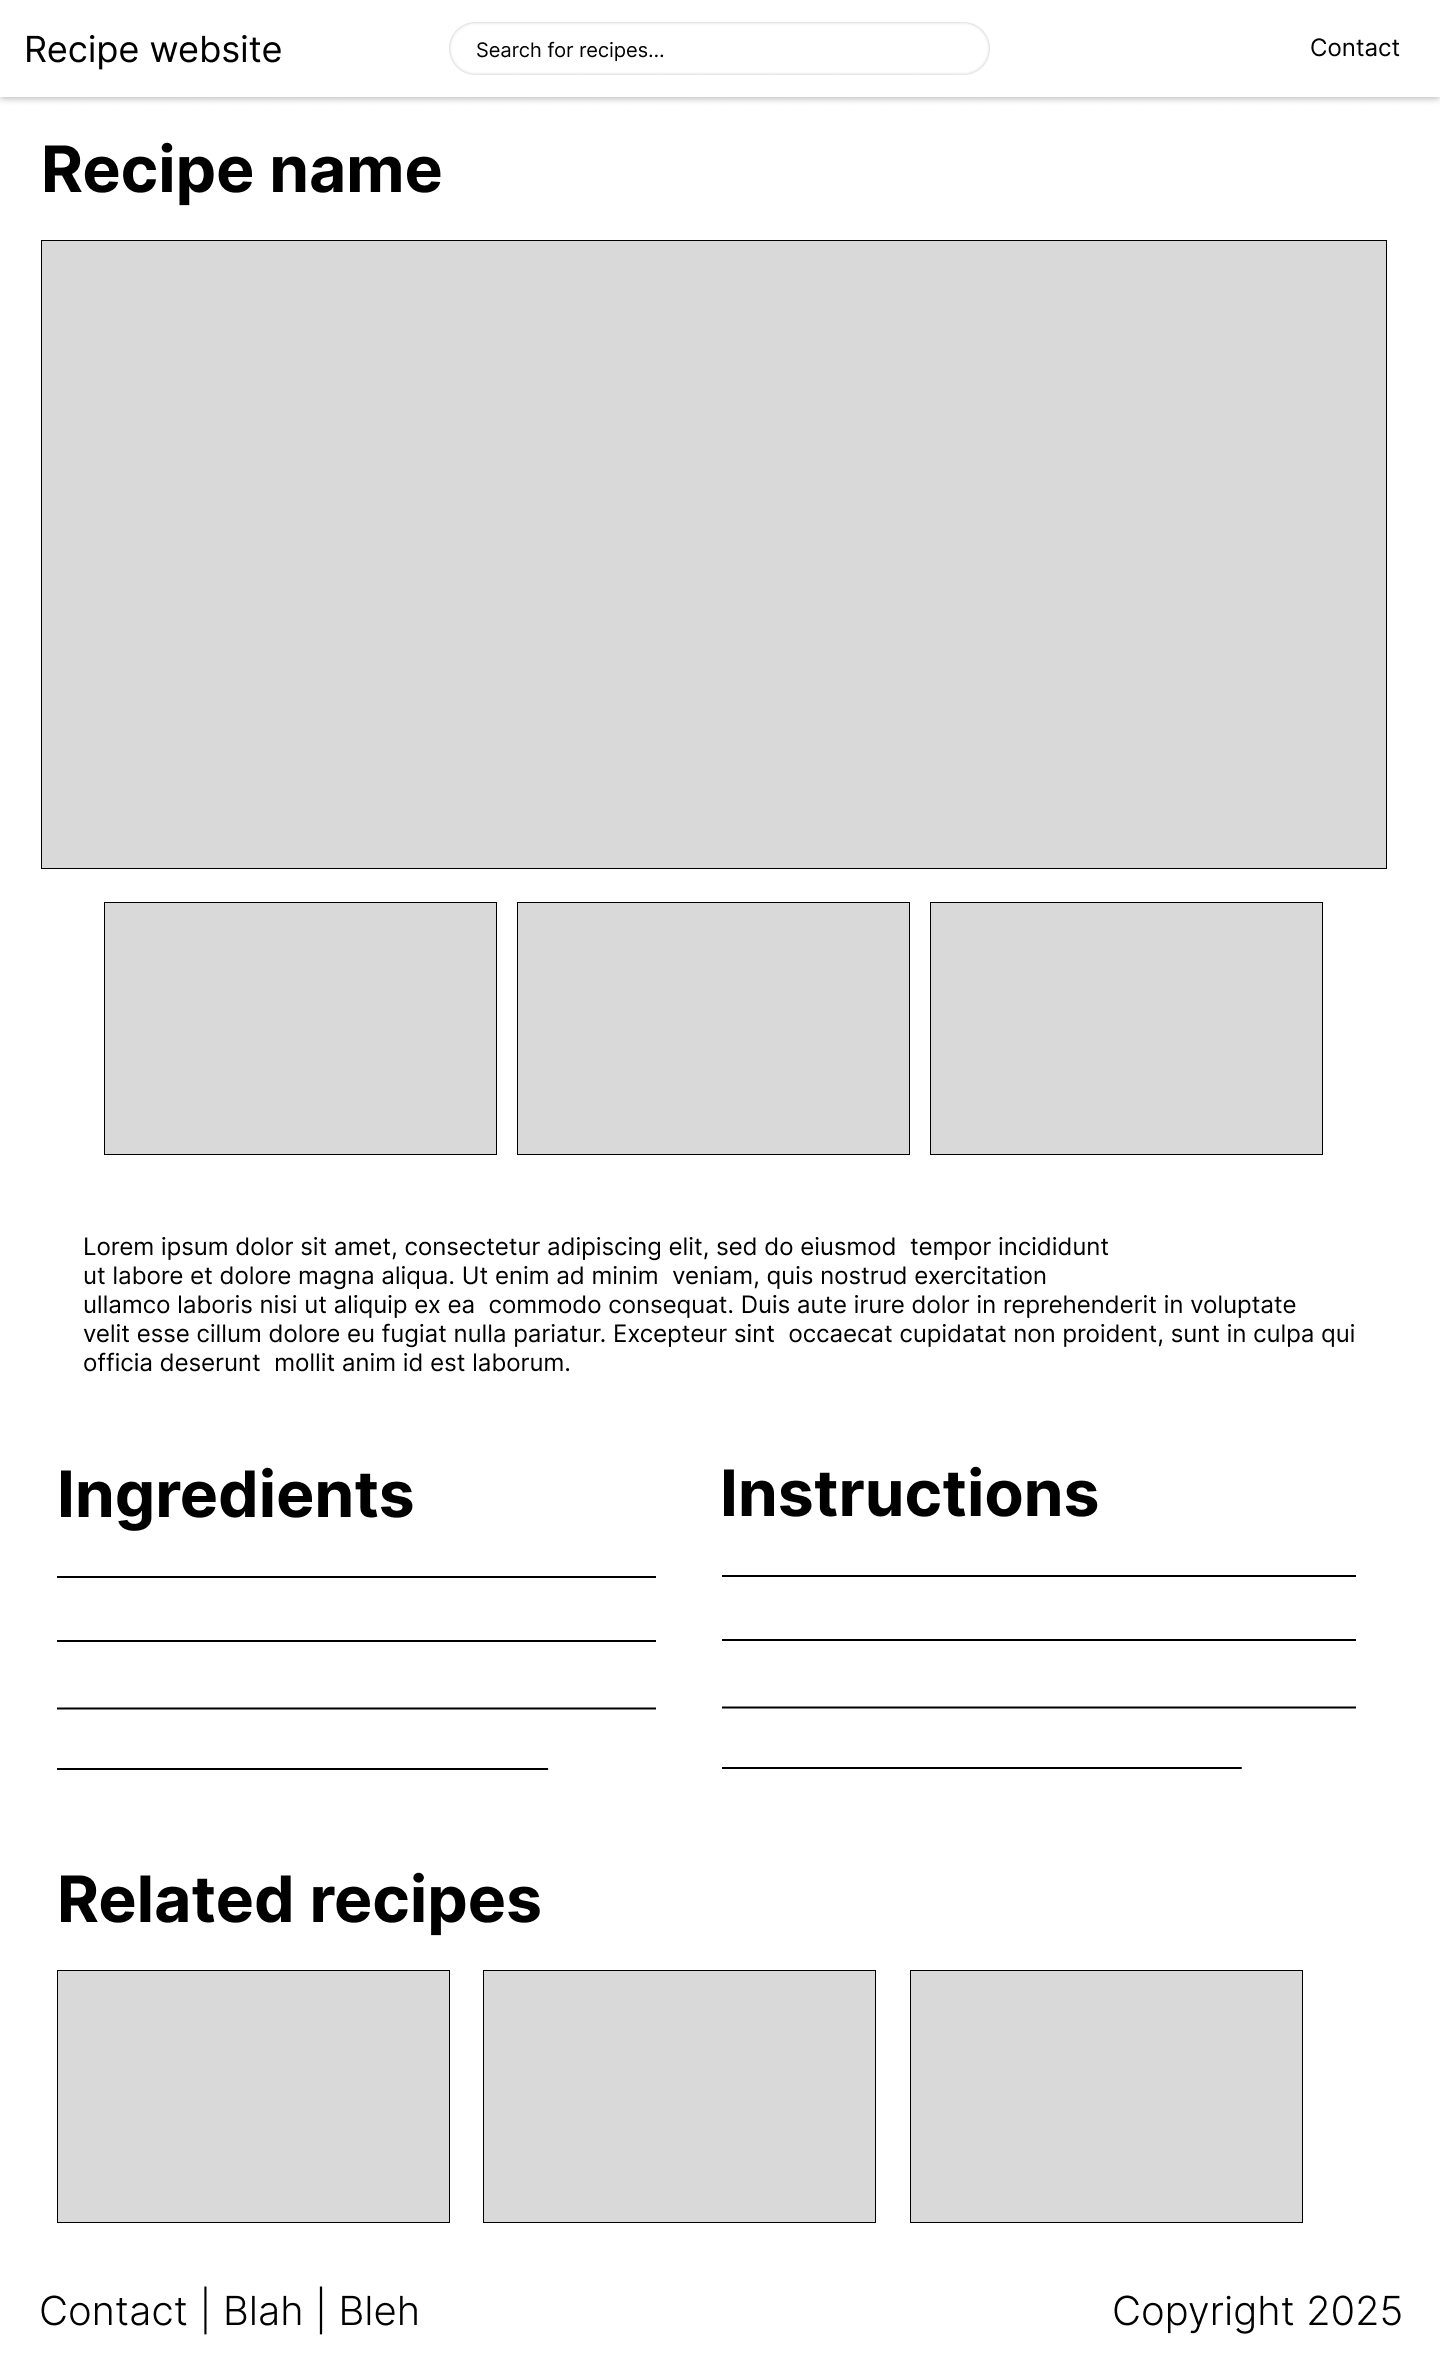 Recipe website
Search for recipes...
Contact
Recipe name
Lorem ipsum dolor sit amet, consectetur adipiscing elit, sed do eiusmod  tempor incididunt
ut labore et dolore magna aliqua. Ut enim ad minim  veniam, quis nostrud exercitation
ullamco laboris nisi ut aliquip ex ea  commodo consequat. Duis aute irure dolor in reprehenderit in voluptate
velit esse cillum dolore eu fugiat nulla pariatur. Excepteur sint  occaecat cupidatat non proident, sunt in culpa qui
officia deserunt  mollit anim id est laborum.
Ingredients
Instructions
Related recipes
Contact | Blah | Bleh
Copyright 2025